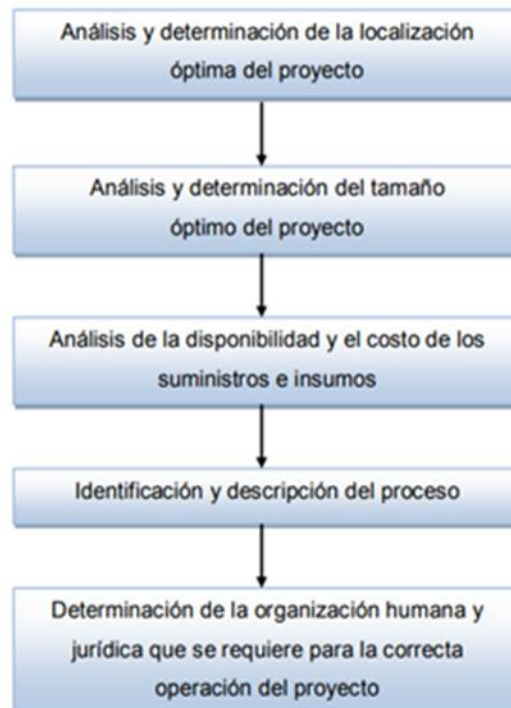 Análisis y determinación de la localización
óptima del proyecto
Análisis y determinación del tamaño
óptimo del proyecto
Análisis de la disponibilidad y el costo de los
suministros e insumos
Identificación y descripción del proceso
Determinación de la organización humana y
jurídica que se requiere para la correcta
operación del proyecto